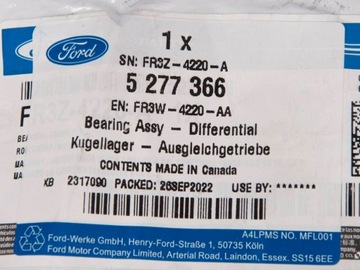 Ford
1 x
SN: FR3Z-4220-A
5 277 366
EN: FR3W-4220-AA
Bearing Assy - Differential
Kugellager - Ausgleichgetriebe
CONTENTS MADE IN Canada
KB 2317090 PACKED: 26SEP2022 USE BY: *******
A4LPMS NO. MFL001
Ford-Werke GmbH, Henry-Ford-Straße 1, 50735 Köln
Ford Motor Company Limited, Arterial Road, Laindon, Essex. SS15 6EE